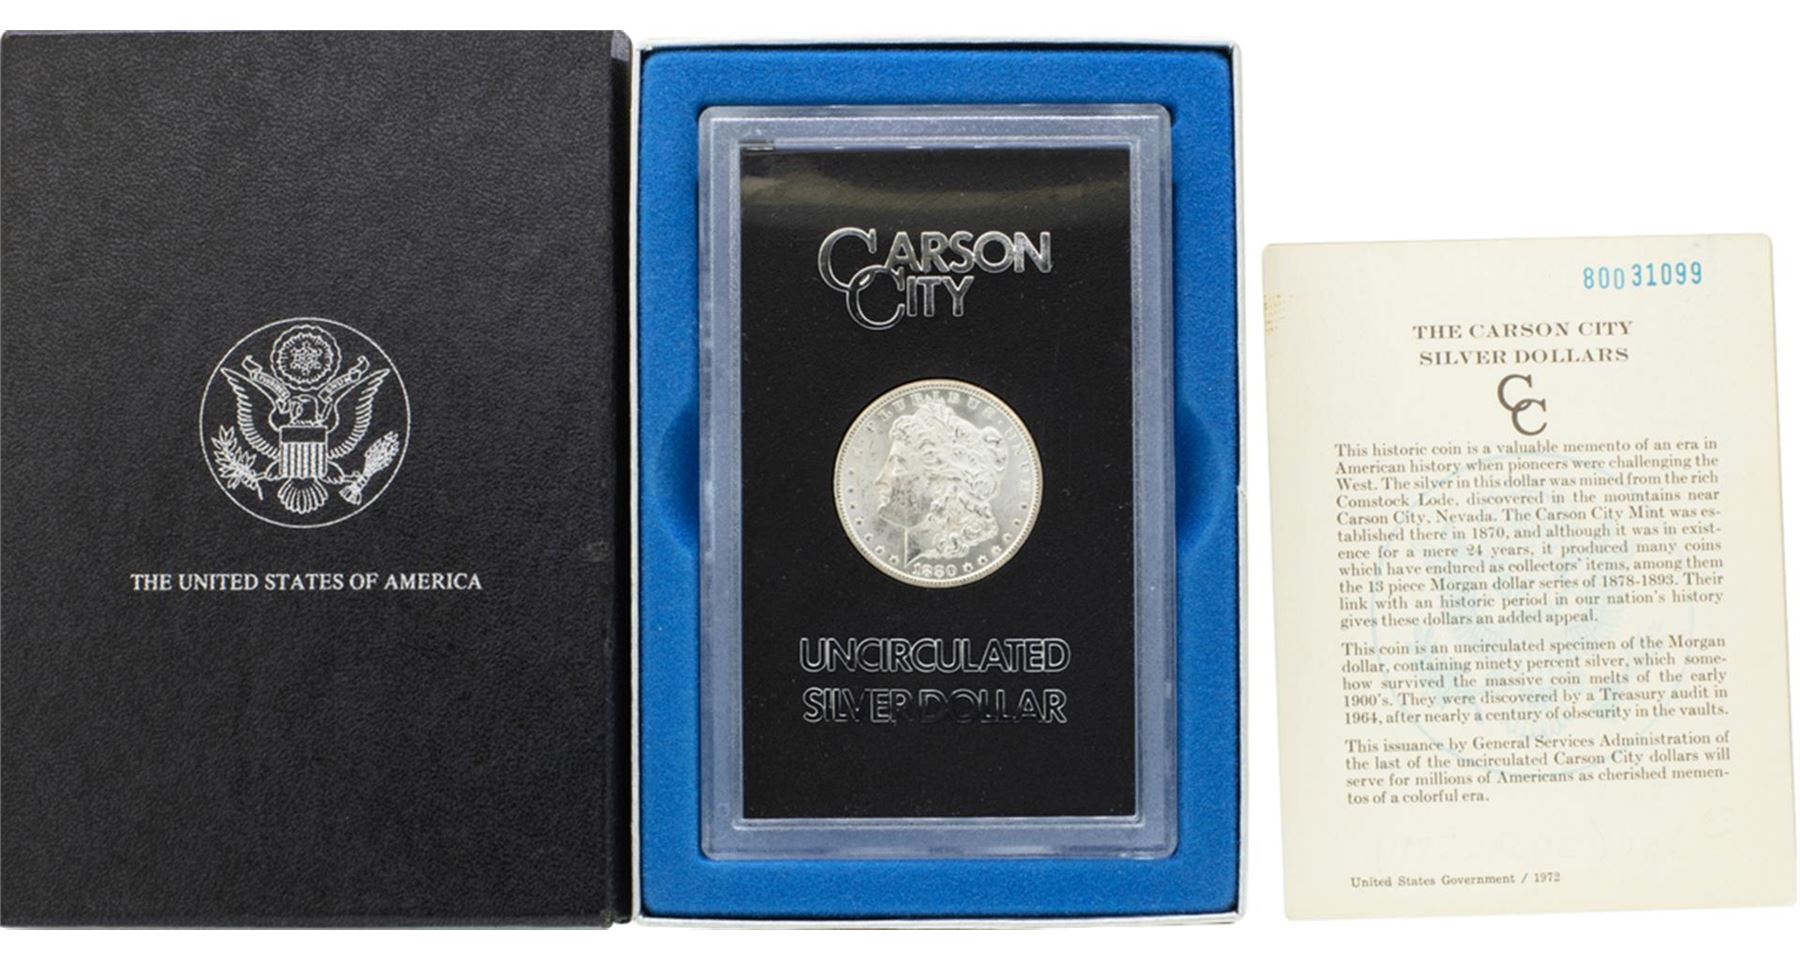 THE UNITED STATES OF AMERICA
CARSON
CITY
PLURIBUS UNUM
1880
UNCIRCULATED
SILVER DOLLAR
80031099
THE CARSON CITY
SILVER DOLLARS
CC
This historic coin is a valuable memento of an era in
American history when pioneers were challenging the
West. The silver in this dollar was mined from the rich
Comstock Lode, discovered in the mountains near
Carson City, Nevada. The Carson City Mint was es-
tablished there in 1870, and although it was in exist-
ence for a mere 24 years, it produced many coins
which have endured as collectors' items, among them
the 13 piece Morgan dollar series of 1878-1893. Their
link with an historic period in our nation's history
gives these dollars an added appeal.
This coin is an uncirculated specimen of the Morgan
dollar, containing ninety percent silver, which some-
how survived the massive coin melts of the early
1900's. They were discovered by a Treasury audit in
1964, after nearly a century of obscurity in the vaults.
This issuance by General Services Administration of
the last of the uncirculated Carson City dollars will
serve for millions of Americans as cherished memen-
tos of a colorful era.
United States Government / 1972